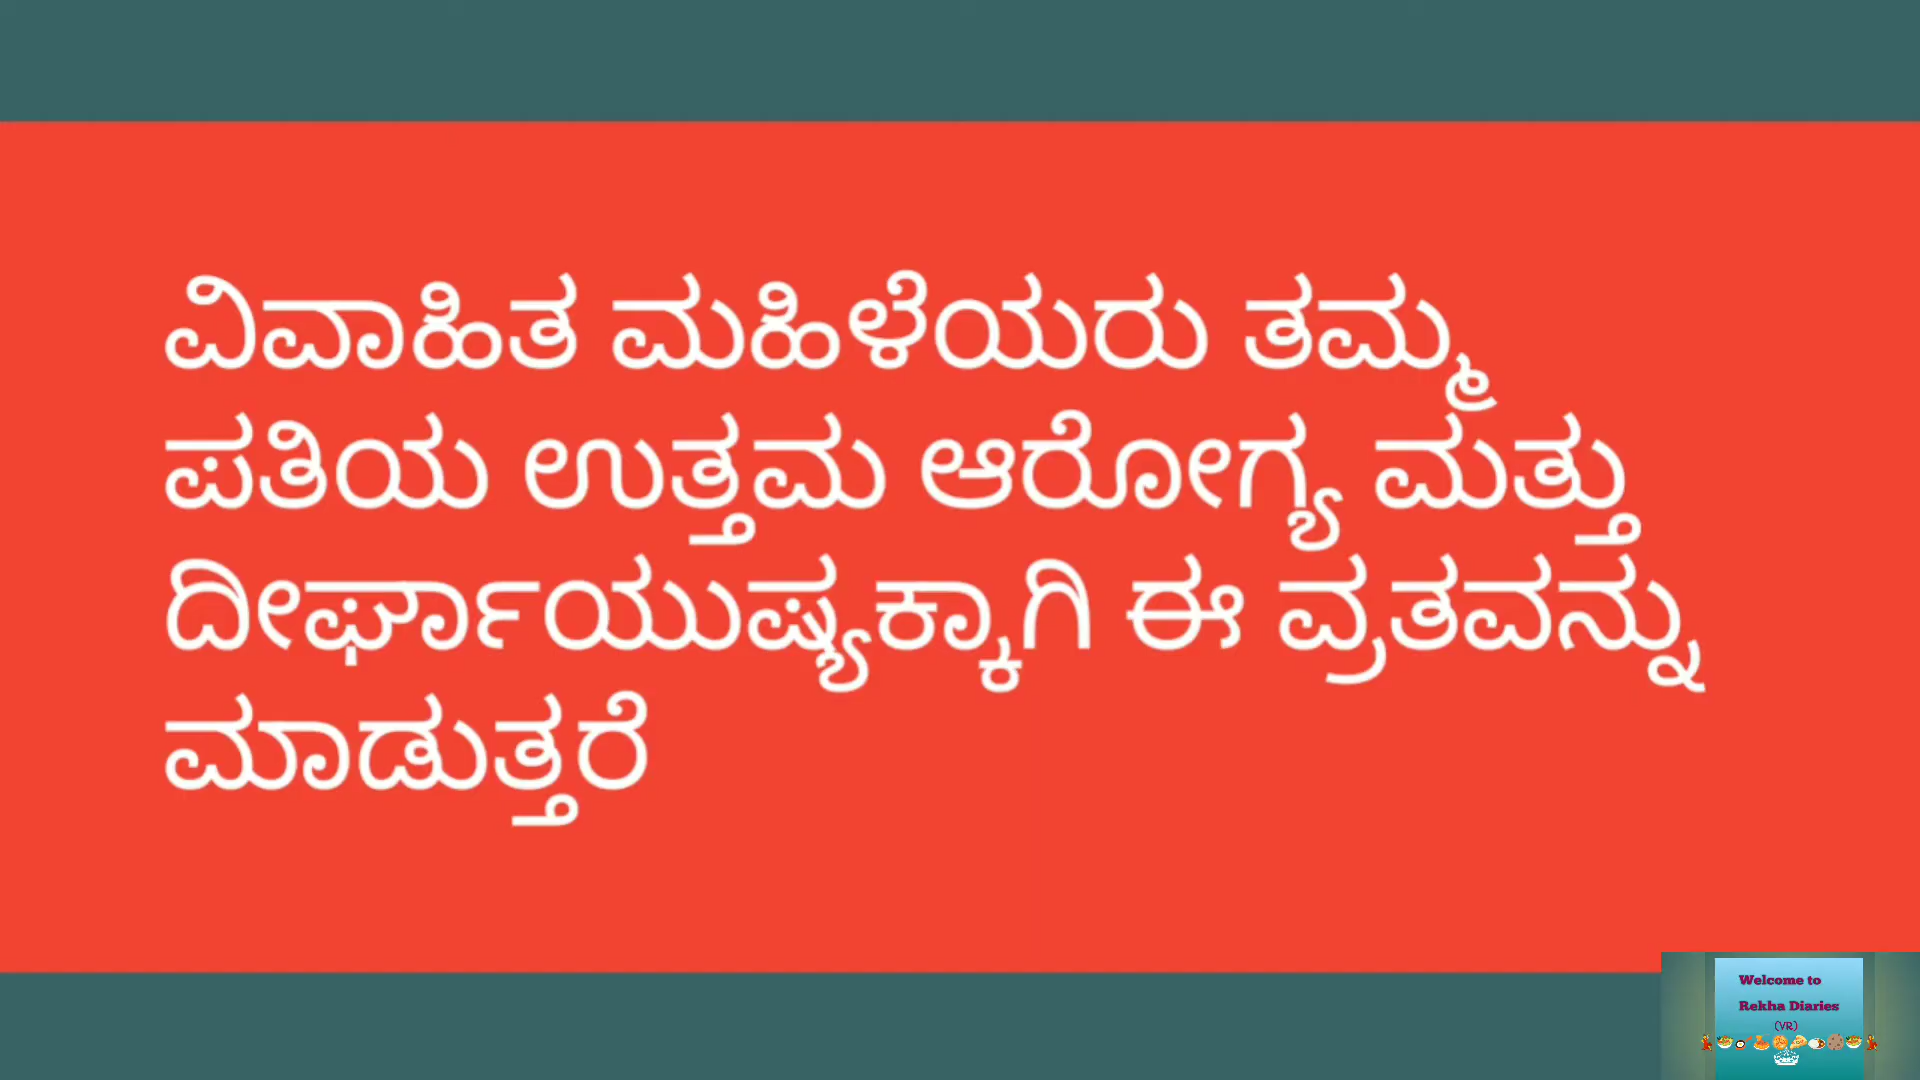 ವಿವಾಹಿತ ಮಹಿಳೆಯರು ತಮ್ಮ
ಪತಿಯ ಉತ್ತಮ ಆರೋಗ್ಯ ಮತ್ತು
ದೀರ್ಘಾಯುಷ್ಯಕ್ಕಾಗಿ ಈ ವ್ರತವನ್ನು
ಮಾಡುತ್ತರೆ
Welcome to
Rekha Diaries
(VR)